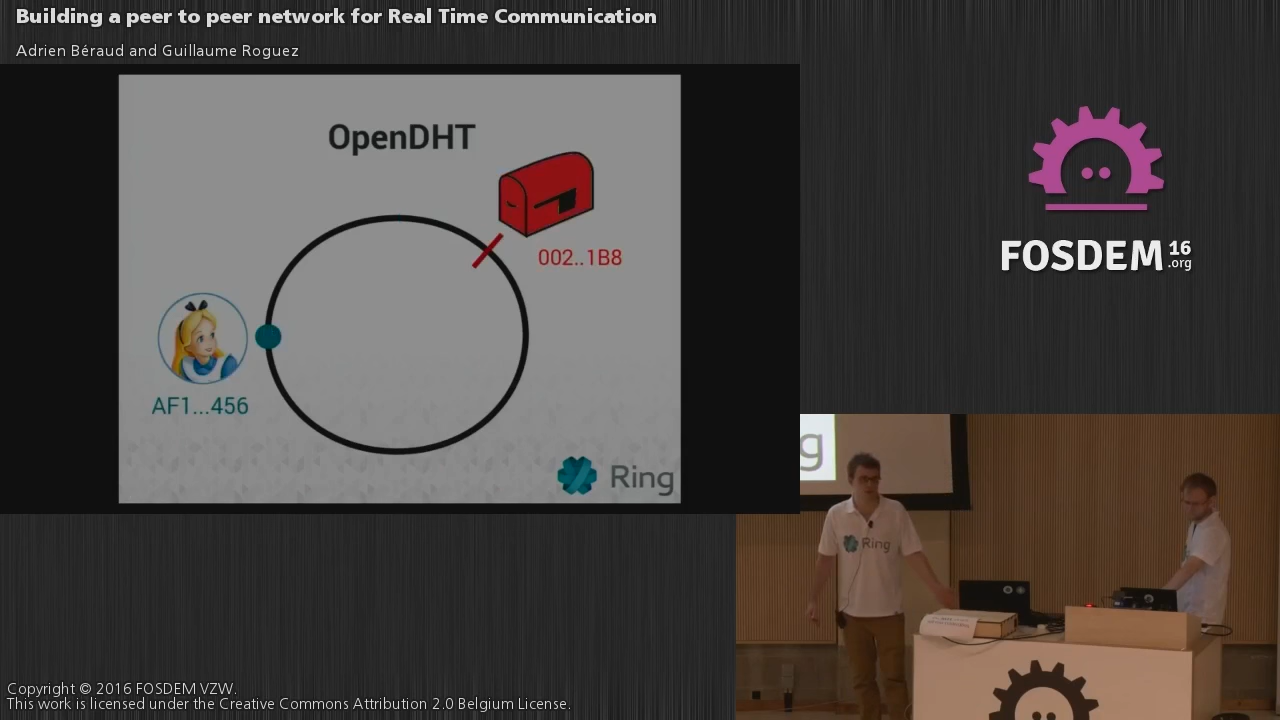 Building a peer to peer network for Real Time Communication
Adrien Béraud and Guillaume Roguez
OpenDHT
002..1B8
AF1...456
Ring
FOSDEM 16
.org
g
Ring
Copyright © 2016 FOSDEM VZW.
This work is licensed under the Creative Commons Attribution 2.0 Belgium License.